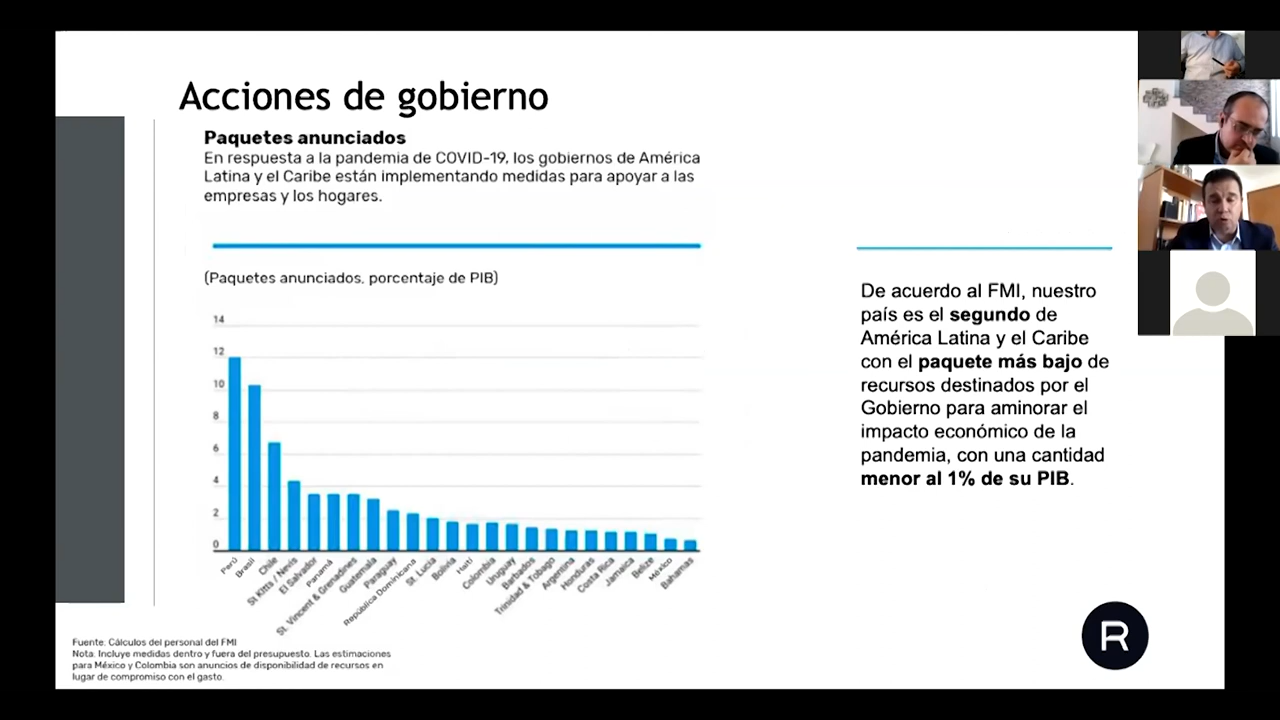 Acciones de gobierno
Paquetes anunciados
En respuesta a la pandemia de COVID-19, los gobiernos de América
Latina y el Caribe están implementando medidas para apoyar a las
empresas y los hogares.
(Paquetes anunciados, porcentaje de PIB)
14
12
10
8
6
4
2
0
Perú
Brasil
Chile
St Kitts / Nevis
El Salvador
Panamá
St. Vincent & Grenadines
Guatemala
Paraguay
República Dominicana
St. Lucia
Bolivia
Haití
Colombia
Uruguay
Barbados
Trinidad & Tobago
Argentina
Honduras
Costa Rica
Jamaica
Belize
México
Bahamas
De acuerdo al FMI, nuestro
país es el segundo de
América Latina y el Caribe
con el paquete más bajo de
recursos destinados por el
Gobierno para aminorar el
impacto económico de la
pandemia, con una cantidad
menor al 1% de su PIB.
Fuente: Cálculos del personal del FMI
Nota. Incluye medidas dentro y fuera del presupuesto. Las estimaciones
para México y Colombia son anuncios de disponibilidad de recursos en
lugar de compromiso con el gasto.
R